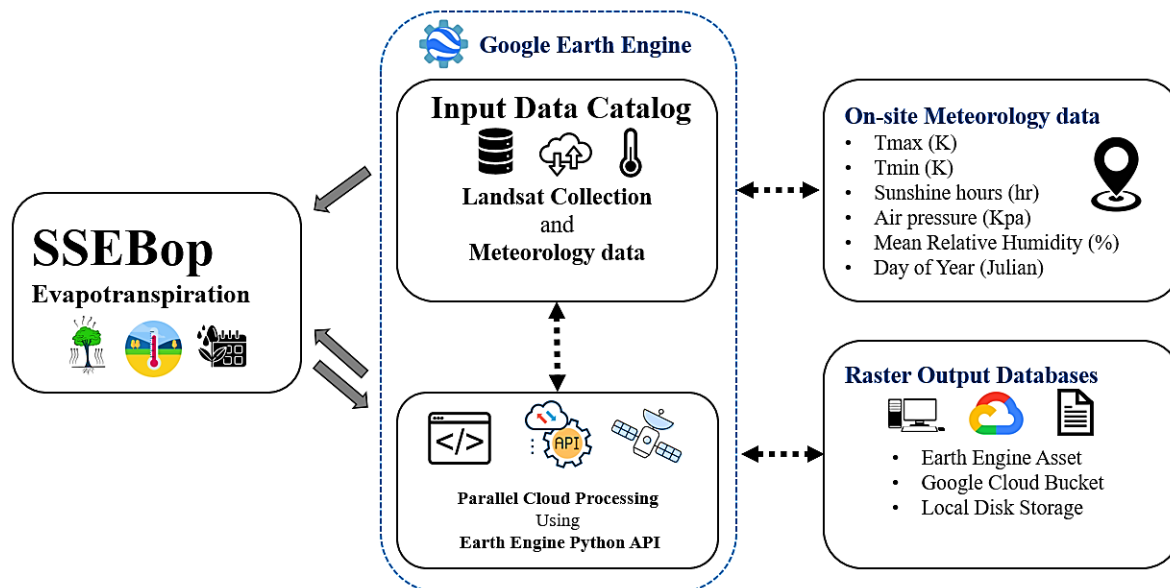 Google Earth Engine
Input Data Catalog
Landsat Collection
and
Meteorology data
SSEBop
Evapotranspiration
</>
API
Parallel Cloud Processing
Using
Earth Engine Python API
On-site Meteorology data
• Tmax (K)
• Tmin (K)
• Sunshine hours (hr)
• Air pressure (Kpa)
• Mean Relative Humidity (%)
• Day of Year (Julian)
Raster Output Databases
• Earth Engine Asset
• Google Cloud Bucket
• Local Disk Storage